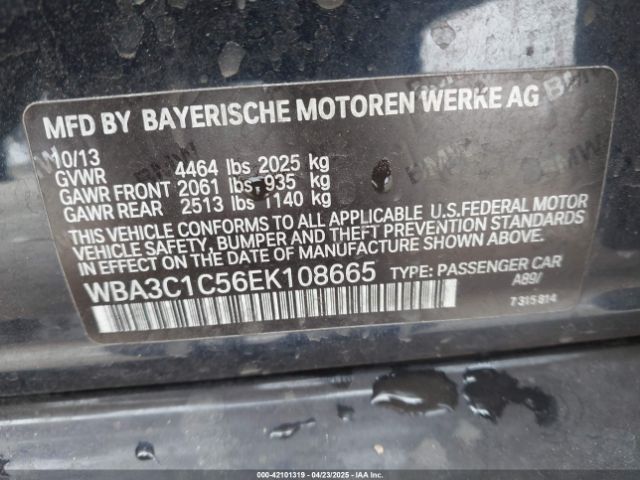 MFD BY BAYERISCHE MOTOREN WERKE AG
10/13
GVWR 4464 lbs 2025 kg
GAWR FRONT 2061 lbs 935 kg
GAWR REAR 2513 lbs 1140 kg
THIS VEHICLE CONFORMS TO ALL APPLICABLE U.S.FEDERAL MOTOR
VEHICLE SAFETY, BUMPER AND THEFT PREVENTION STANDARDS
IN EFFECT ON THE DATE OF MANUFACTURE SHOWN ABOVE.
WBA3C1C56EK108665 TYPE: PASSENGER CAR
A89/
7315814
000-42101319 - 04/23/2025 - IAA Inc.